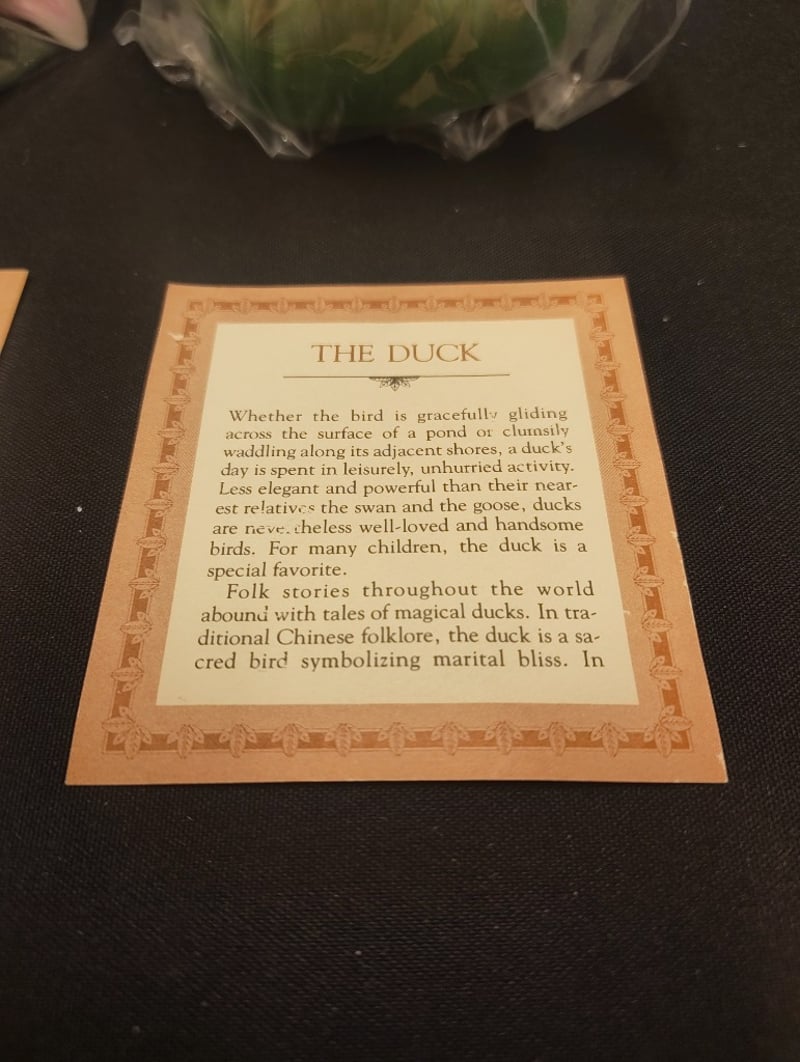 THE DUCK
Whether the bird is gracefully gliding
across the surface of a pond or clumsily
waddling along its adjacent shores, a duck's
day is spent in leisurely, unhurried activity.
Less elegant and powerful than their near-
est relatives the swan and the goose, ducks
are nevertheless well-loved and handsome
birds. For many children, the duck is a
special favorite.
Folk stories throughout the world
abound with tales of magical ducks. In tra-
ditional Chinese folklore, the duck is a sa-
cred bird symbolizing marital bliss. In